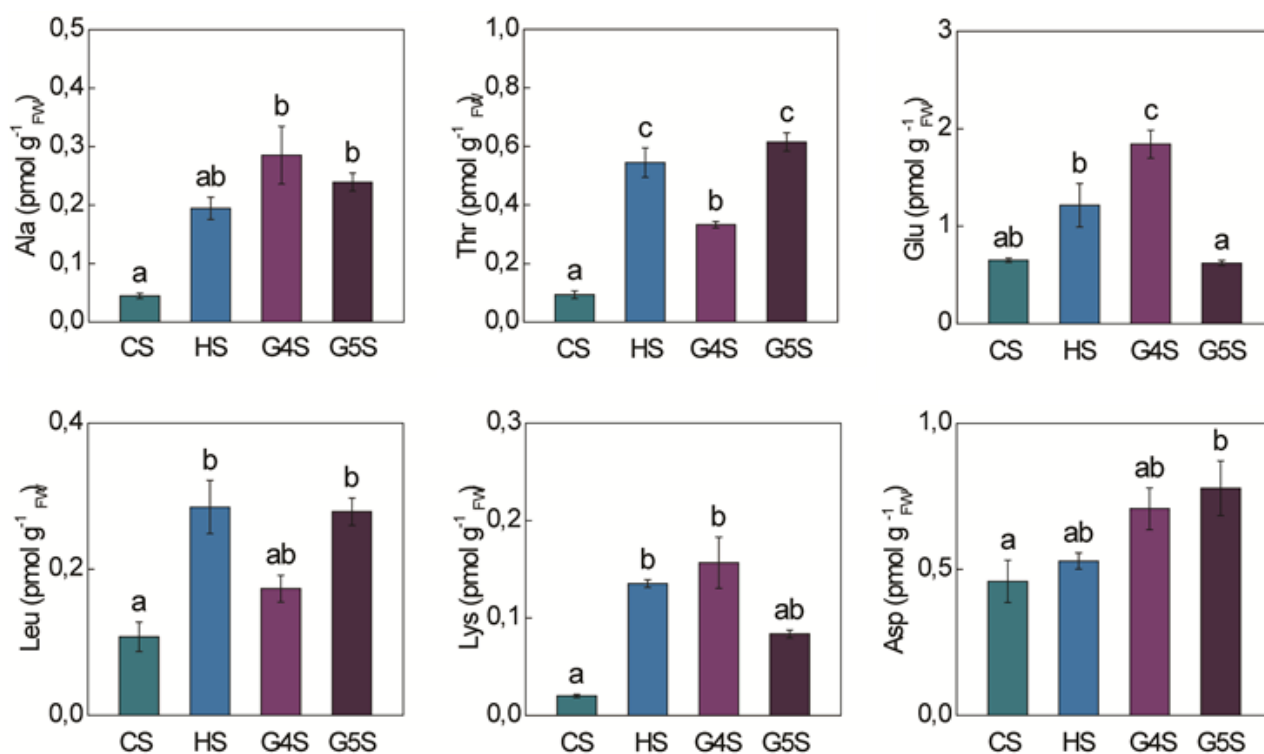 Ala (pmol g⁻¹ FW)
0,5
0,4
0,3
0,2
0,1
0,0
a
ab
b
b
CS HS G4S G5S
Thr (pmol g⁻¹ FW)
1,0
0,8
0,6
0,4
0,2
0,0
a
c
b
c
CS HS G4S G5S
Glu (pmol g⁻¹ FW)
3
2
1
0
ab
b
c
a
CS HS G4S G5S
Leu (pmol g⁻¹ FW)
0,4
0,2
0,0
a
b
ab
b
CS HS G4S G5S
Lys (pmol g⁻¹ FW)
0,3
0,2
0,1
0,0
a
b
b
ab
CS HS G4S G5S
Asp (pmol g⁻¹ FW)
1,0
0,5
0,0
a
ab
ab
b
CS HS G4S G5S